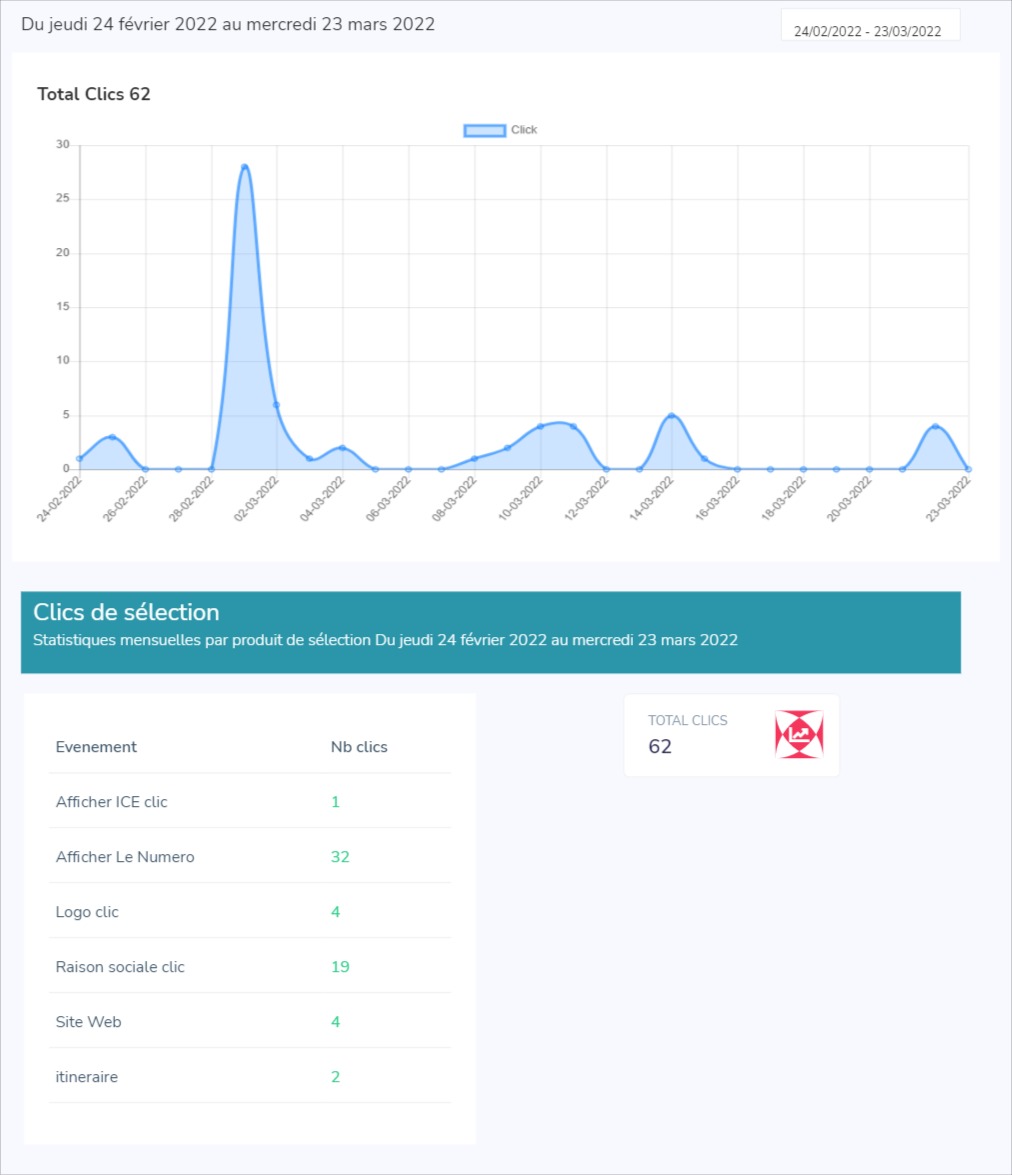 Du jeudi 24 février 2022 au mercredi 23 mars 2022
24/02/2022 - 23/03/2022
Total Clics 62
Click
30
25
20
15
10
5
0
24-02-2022
26-02-2022
28-02-2022
02-03-2022
04-03-2022
06-03-2022
08-03-2022
10-03-2022
12-03-2022
14-03-2022
16-03-2022
18-03-2022
20-03-2022
23-03-2022
Clics de sélection
Statistiques mensuelles par produit de sélection Du jeudi 24 février 2022 au mercredi 23 mars 2022
Evenement Nb clics
Afficher ICE clic 1
Afficher Le Numero 32
Logo clic 4
Raison sociale clic 19
Site Web 4
itineraire 2
TOTAL CLICS
62